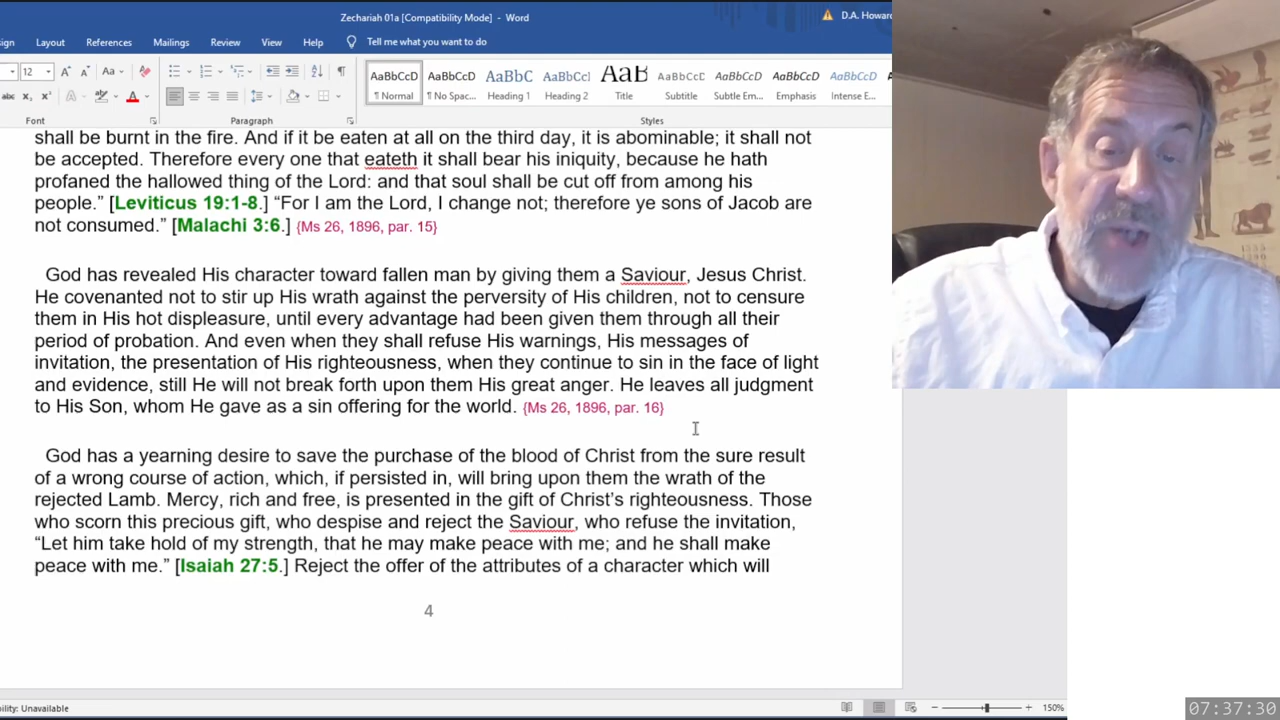 Zechariah 01a [Compatibility Mode] - Word
D.A. Howar
Layout References Mailings Review View Help Tell me what you want to do
12 Aa
AaBbCcD AaBbCcD AaBbC AaBbCcI AaB AaBbCcD AaBbCcD AaBbCcD AaBbCcD
¶ Normal ¶ No Spac... Heading 1 Heading 2 Title Subtitle Subtle Em... Emphasis Intense E...
Font Paragraph Styles
shall be burnt in the fire. And if it be eaten at all on the third day, it is abominable; it shall not
be accepted. Therefore every one that eateth it shall bear his iniquity, because he hath
profaned the hallowed thing of the Lord: and that soul shall be cut off from among his
people.” [Leviticus 19:1-8.] “For I am the Lord, I change not; therefore ye sons of Jacob are
not consumed.” [Malachi 3:6.] {Ms 26, 1896, par. 15}
God has revealed His character toward fallen man by giving them a Saviour, Jesus Christ.
He covenanted not to stir up His wrath against the perversity of His children, not to censure
them in His hot displeasure, until every advantage had been given them through all their
period of probation. And even when they shall refuse His warnings, His messages of
invitation, the presentation of His righteousness, when they continue to sin in the face of light
and evidence, still He will not break forth upon them His great anger. He leaves all judgment
to His Son, whom He gave as a sin offering for the world. {Ms 26, 1896, par. 16}
God has a yearning desire to save the purchase of the blood of Christ from the sure result
of a wrong course of action, which, if persisted in, will bring upon them the wrath of the
rejected Lamb. Mercy, rich and free, is presented in the gift of Christ’s righteousness. Those
who scorn this precious gift, who despise and reject the Saviour, who refuse the invitation,
“Let him take hold of my strength, that he may make peace with me; and he shall make
peace with me.” [Isaiah 27:5.] Reject the offer of the attributes of a character which will
4
bility: Unavailable
150%
07:37:30